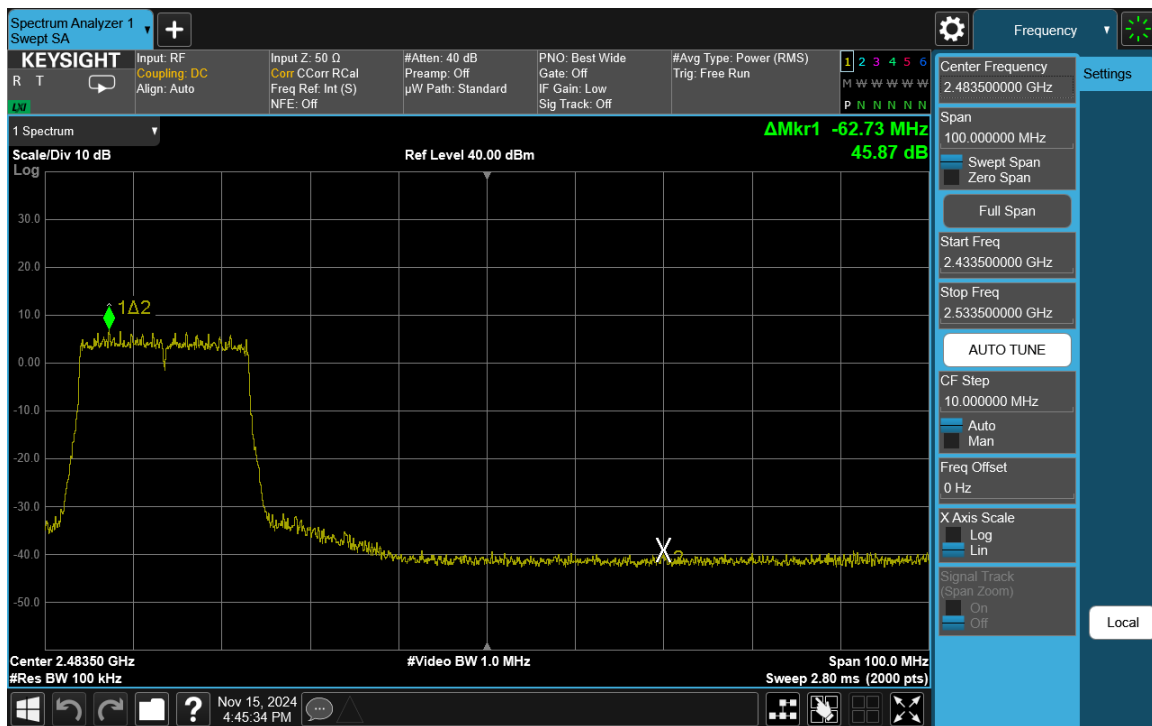 Spectrum Analyzer 1
Swept SA
+
Frequency
KEYSIGHT
R T
LXI
Input: RF
Coupling: DC
Align: Auto
Input Z: 50 Ω
Corr CCorr RCal
Freq Ref: Int (S)
NFE: Off
#Atten: 40 dB
Preamp: Off
µW Path: Standard
PNO: Best Wide
Gate: Off
IF Gain: Low
Sig Track: Off
#Avg Type: Power (RMS)
Trig: Free Run
1 2 3 4 5 6
M W W W W W
P N N N N N
1 Spectrum
ΔMkr1 -62.73 MHz
Scale/Div 10 dB
Ref Level 40.00 dBm
45.87 dB
Log
30.0
20.0
10.0
0.00
-10.0
-20.0
-30.0
-40.0
-50.0
1Δ2
X2
Center 2.48350 GHz
#Video BW 1.0 MHz
Span 100.0 MHz
#Res BW 100 kHz
Sweep 2.80 ms (2000 pts)
Center Frequency
2.483500000 GHz
Settings
Span
100.000000 MHz
Swept Span
Zero Span
Full Span
Start Freq
2.433500000 GHz
Stop Freq
2.533500000 GHz
AUTO TUNE
CF Step
10.000000 MHz
Auto
Man
Freq Offset
0 Hz
X Axis Scale
Log
Lin
Signal Track
(Span Zoom)
On
Off
Local
?
Nov 15, 2024
4:45:34 PM